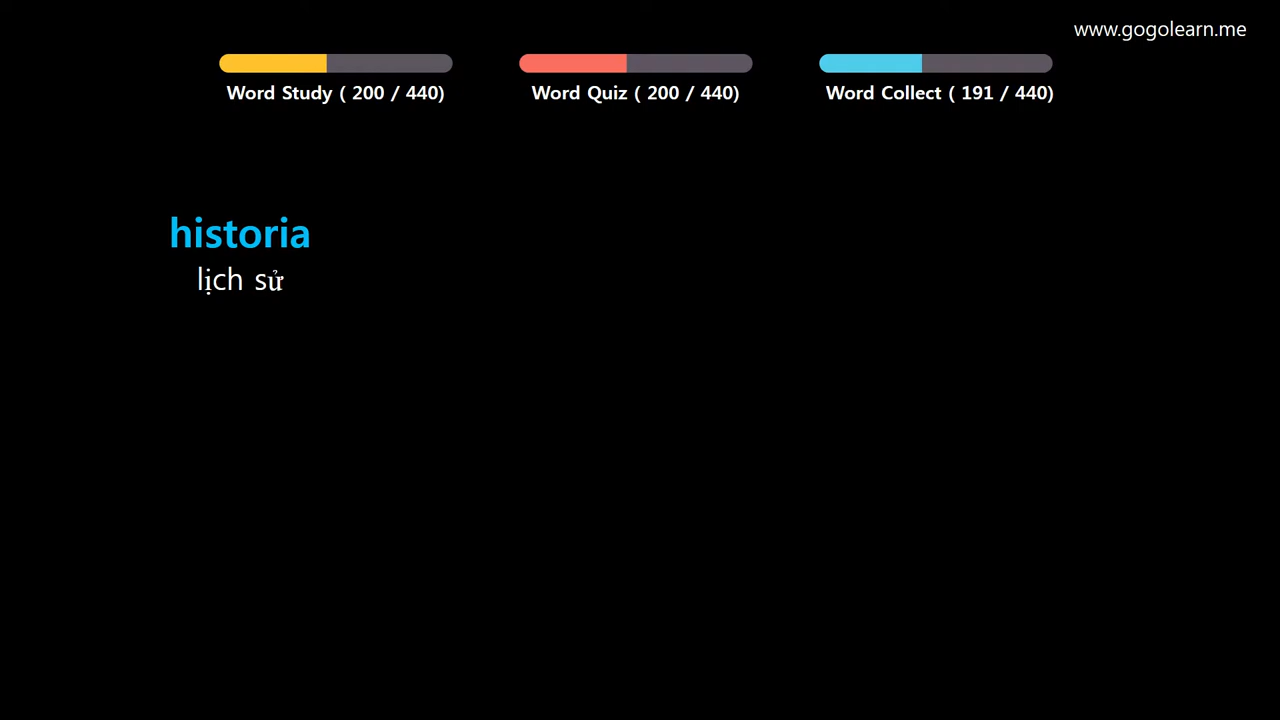 www.gogolearn.me
Word Study ( 200 / 440)
Word Quiz ( 200 / 440)
Word Collect ( 191 / 440)
historia
lịch sử